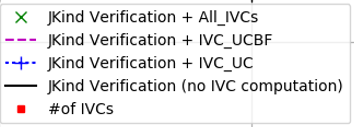 JKind Verification + All_IVCs
JKind Verification + IVC_UCBF
JKind Verification + IVC_UC
JKind Verification (no IVC computation)
#of IVCs